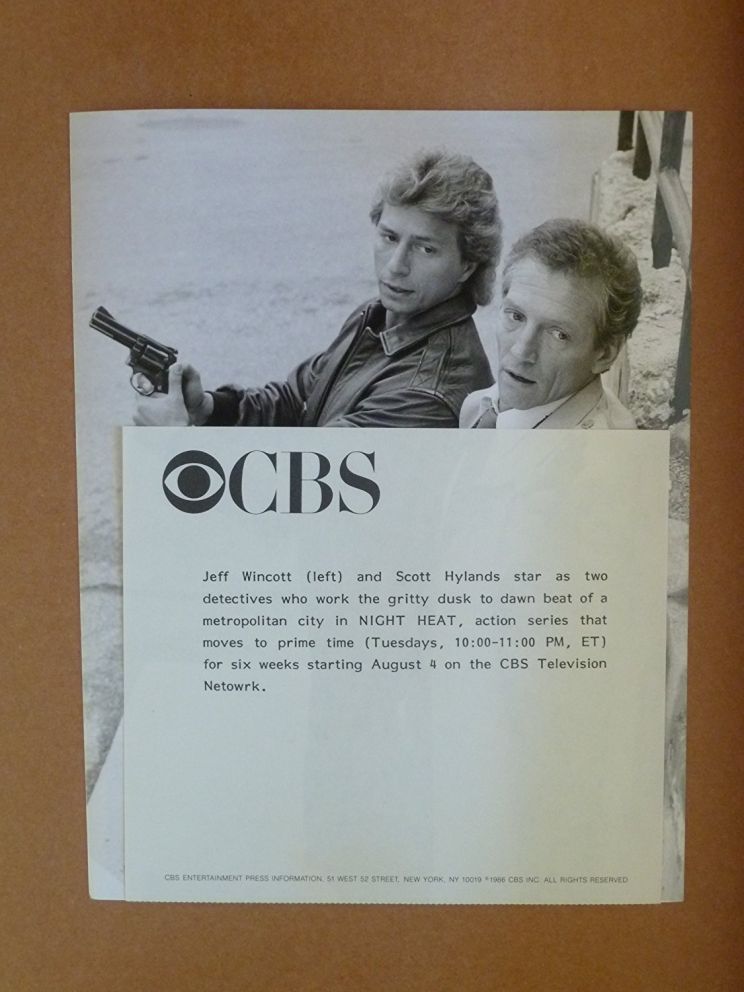 CBS
Jeff Wincott (left) and Scott Hylands star as two
detectives who work the gritty dusk to dawn beat of a
metropolitan city in NIGHT HEAT, action series that
moves to prime time (Tuesdays, 10:00-11:00 PM, ET)
for six weeks starting August 4 on the CBS Television
Netowrk.
CBS ENTERTAINMENT PRESS INFORMATION, 51 WEST 52 STREET, NEW YORK, NY 10019 ©1986 CBS INC. ALL RIGHTS RESERVED